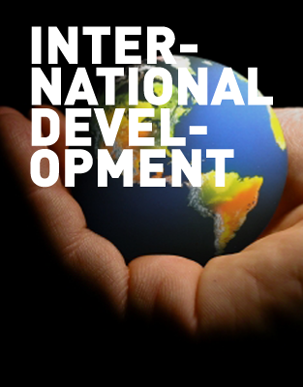 INTER-
NATIONAL
DEVEL-
OPMENT